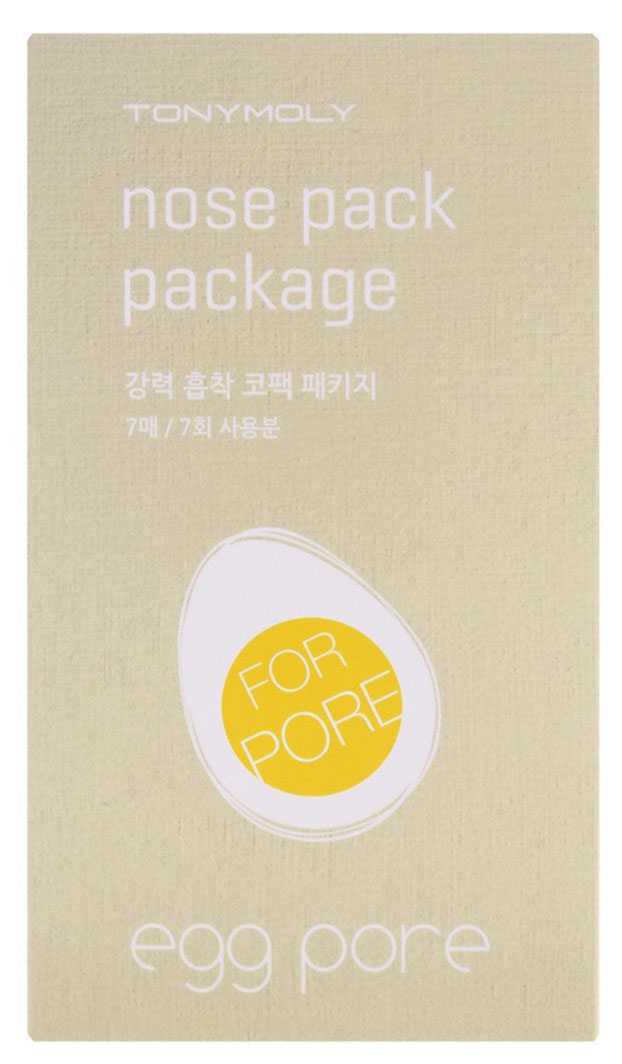 TONYMOLY
nose pack
package
강력 흡착 코팩 패키지
7매 / 7회 사용분
FOR
PORE
egg pore